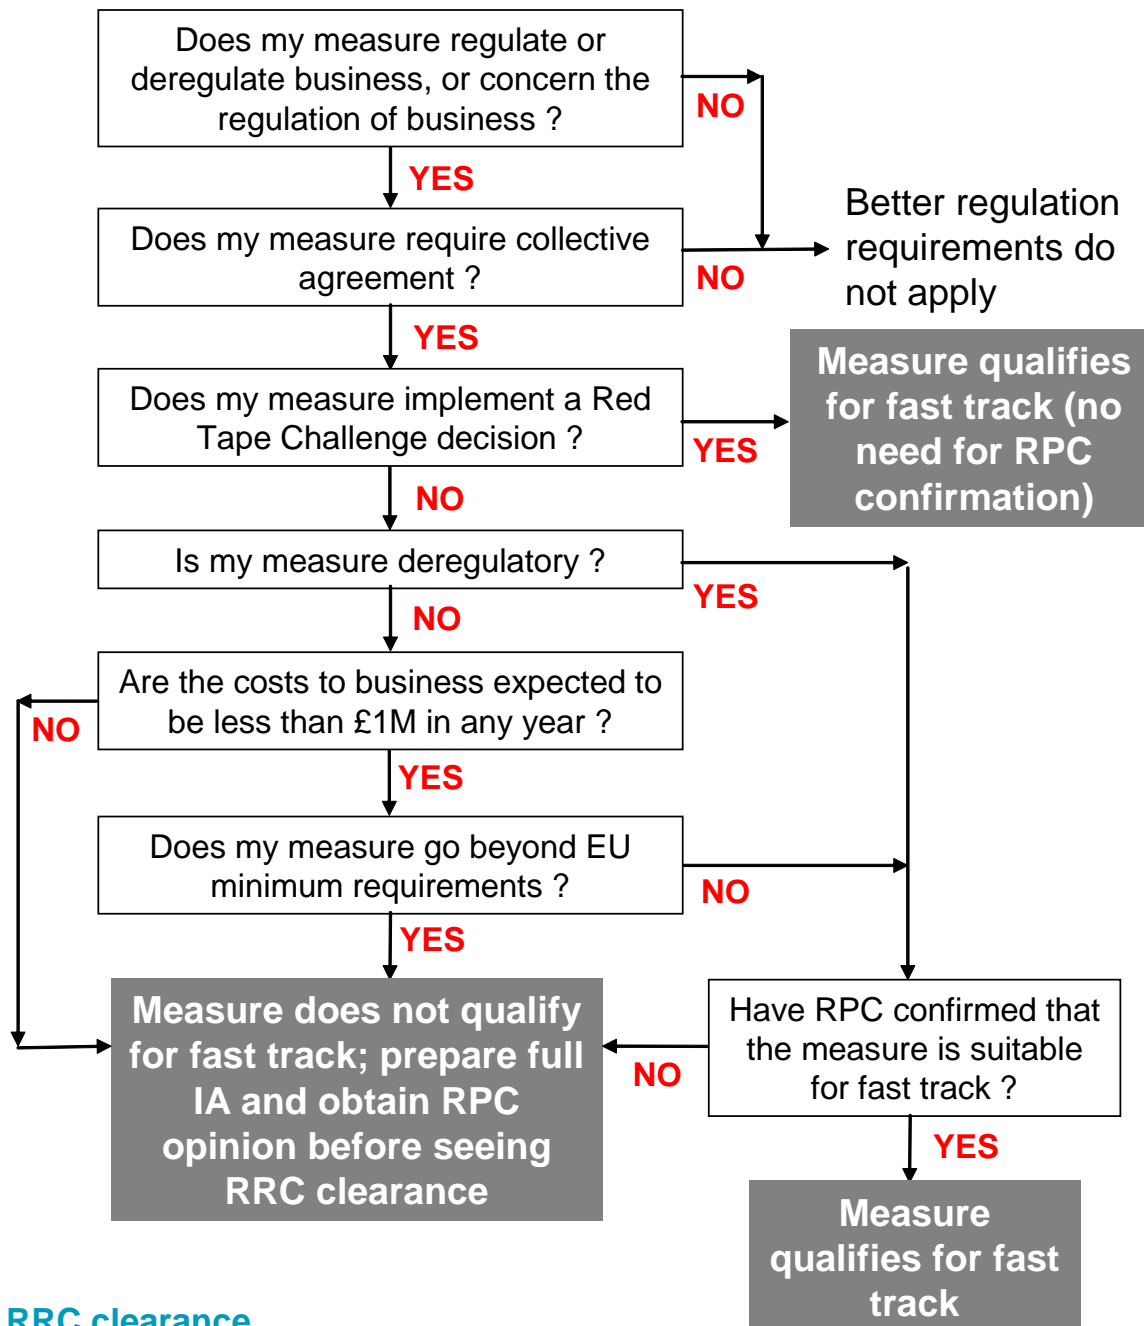 Does my measure regulate or
deregulate business, or concern the
regulation of business ?
NO
YES
Does my measure require collective
agreement ?
NO
Better regulation
requirements do
not apply
YES
Does my measure implement a Red
Tape Challenge decision ?
YES
Measure qualifies
for fast track (no
need for RPC
confirmation)
NO
Is my measure deregulatory ?
YES
NO
Are the costs to business expected to
be less than £1M in any year ?
NO
YES
Does my measure go beyond EU
minimum requirements ?
NO
YES
Measure does not qualify
for fast track; prepare full
IA and obtain RPC
opinion before seeing
RRC clearance
Have RPC confirmed that
the measure is suitable
for fast track ?
NO
YES
Measure
qualifies for fast
track
RRC clearance